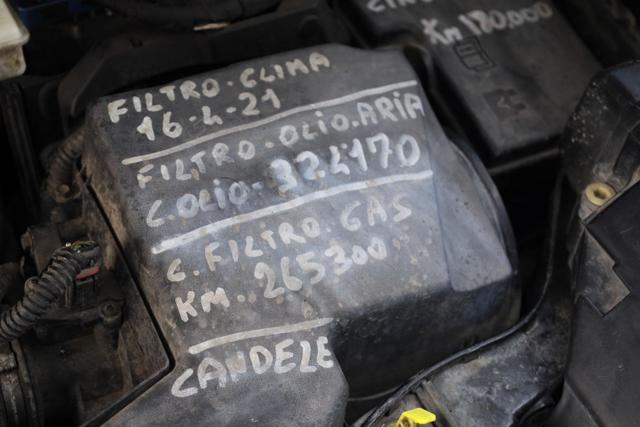 FILTRO.CLIMA
16-4-21
FILTRO.OLIO.ARIA
C.OLIO-324170
C.FILTRO.GAS
KM..265300
CANDELE
Km 180.000